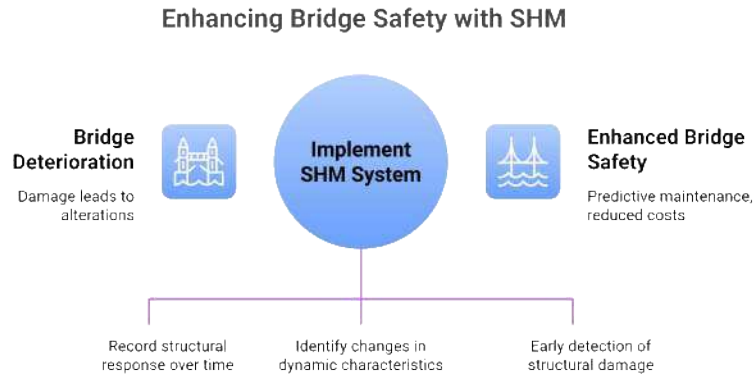 Enhancing Bridge Safety with SHM
Bridge
Deterioration
Damage leads to
alterations
Implement
SHM System
Enhanced Bridge
Safety
Predictive maintenance,
reduced costs
Record structural
response over time
Identify changes in
dynamic characteristics
Early detection of
structural damage